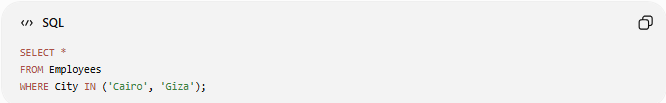 </> SQL
SELECT *
FROM Employees
WHERE City IN ('Cairo', 'Giza');